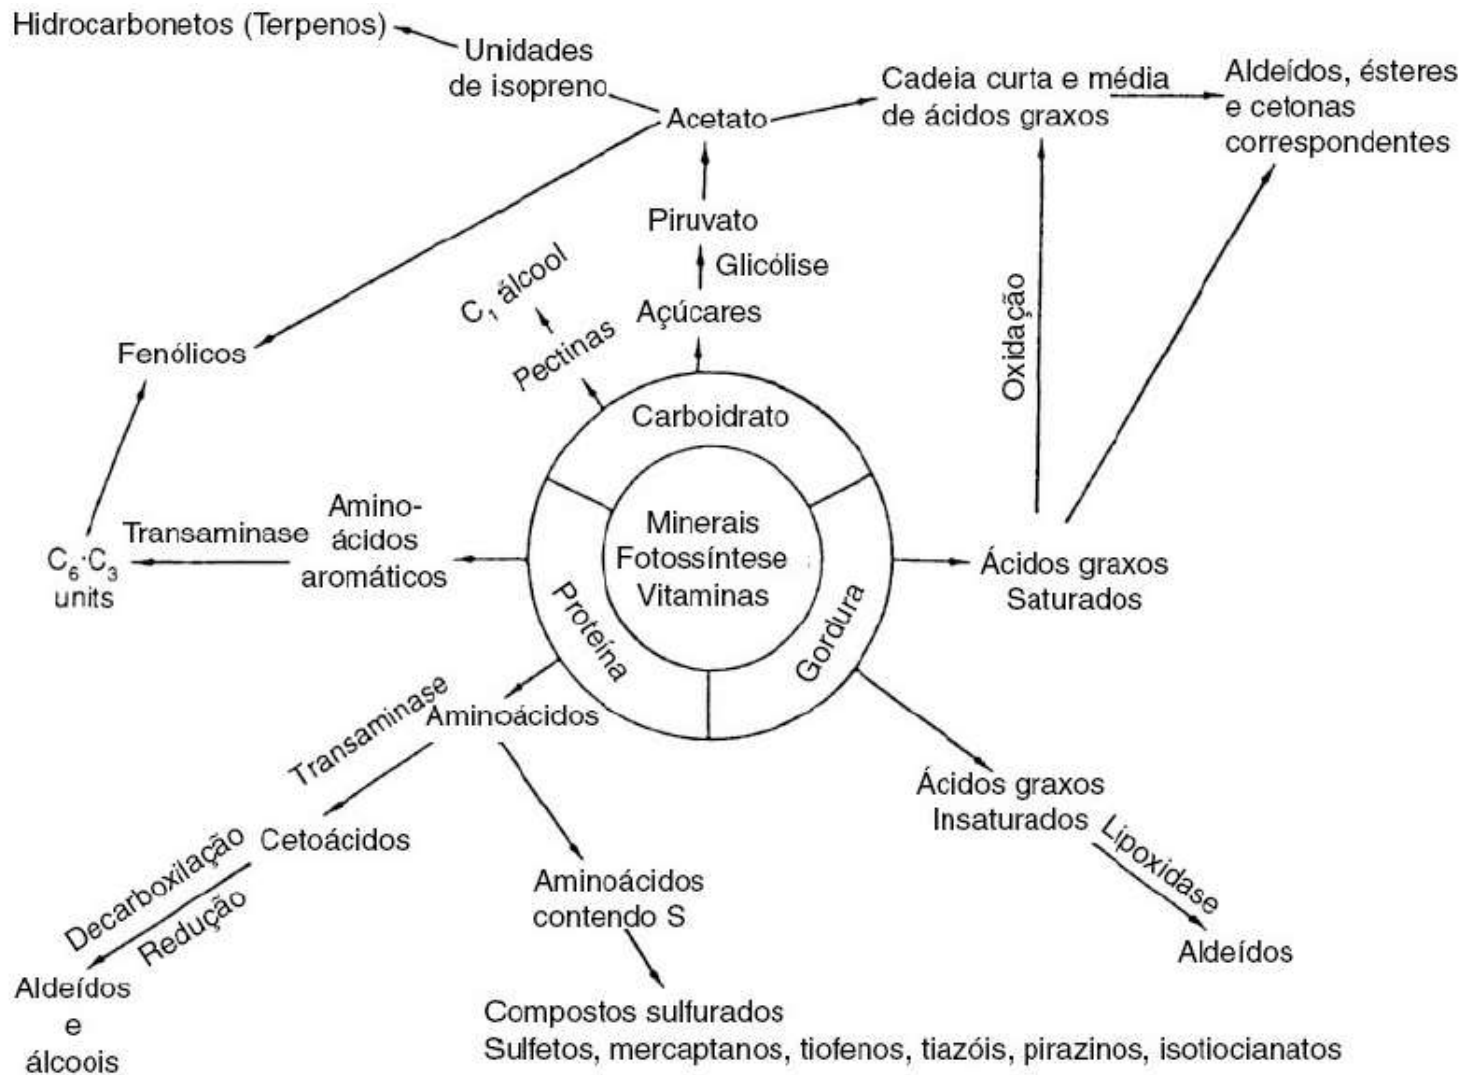 Hidrocarbonetos (Terpenos)
Unidades
de isopreno
Acetato
Cadeia curta e média
de ácidos graxos
Aldeídos, ésteres
e cetonas
correspondentes
Piruvato
Glicólise
Açúcares
C₁ álcool
Pectinas
Fenólicos
Oxidação
Carboidrato
Minerais
Fotossíntese
Vitaminas
Proteína
Gordura
Amino-
ácidos
aromáticos
Transaminase
C₆·C₃
units
Ácidos graxos
Saturados
Transaminase
Aminoácidos
Cetoácidos
Decarboxilação
Redução
Aldeídos
e
álcoois
Aminoácidos
contendo S
Compostos sulfurados
Sulfetos, mercaptanos, tiofenos, tiazóis, pirazinos, isotiocianatos
Ácidos graxos
Insaturados
Lipoxidase
Aldeídos